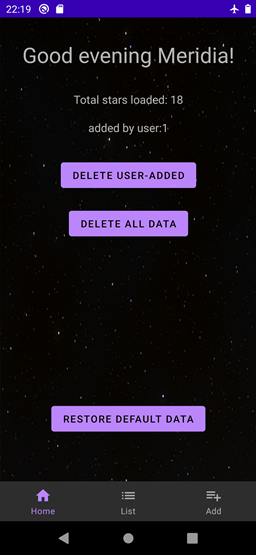 22:19
Good evening Meridia!
Total stars loaded: 18
added by user:1
DELETE USER-ADDED
DELETE ALL DATA
RESTORE DEFAULT DATA
Home List Add